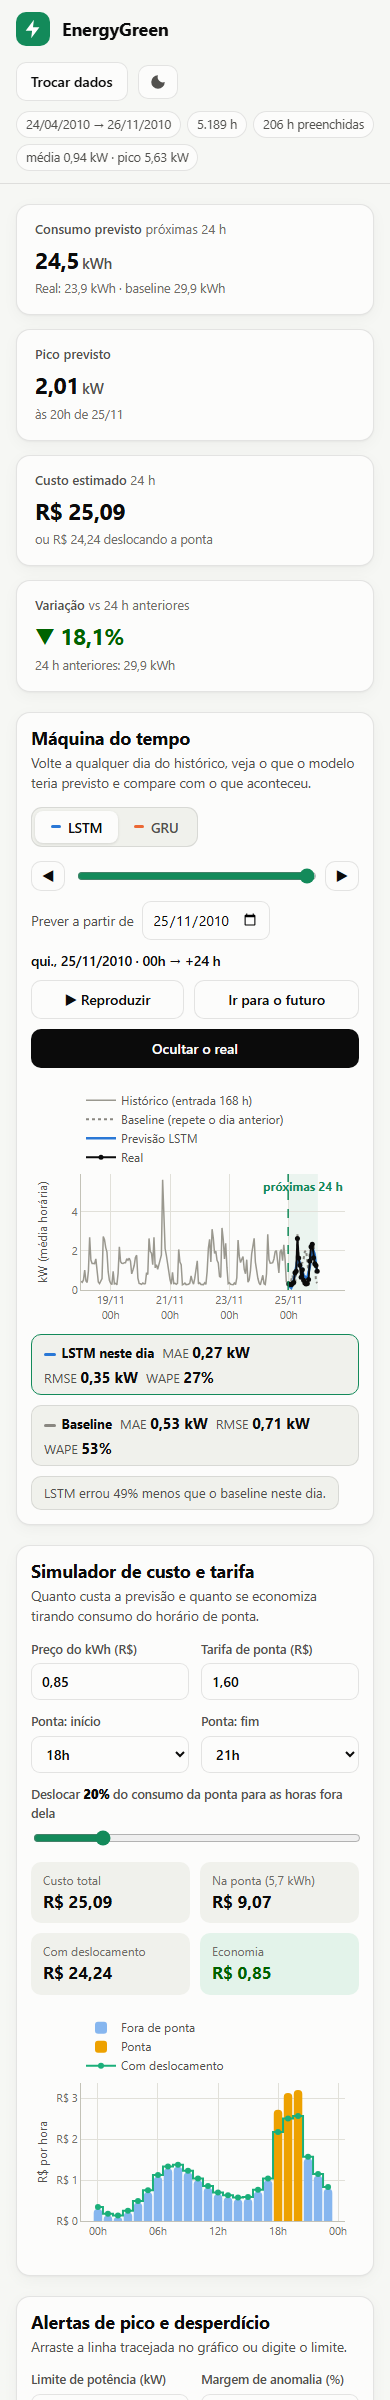 EnergyGreen
Trocar dados
24/04/2010 → 26/11/2010
5.189 h
206 h preenchidas
média 0,94 kW · pico 5,63 kW
Consumo previsto próximas 24 h
24,5 kWh
Real: 23,9 kWh · baseline 29,9 kWh
Pico previsto
2,01 kW
às 20h de 25/11
Custo estimado 24 h
R$ 25,09
ou R$ 24,24 deslocando a ponta
Variação vs 24 h anteriores
▼ 18,1%
24 h anteriores: 29,9 kWh
Máquina do tempo
Volte a qualquer dia do histórico, veja o que o modelo
teria previsto e compare com o que aconteceu.
LSTM
GRU
◀
▶
Prever a partir de
25/11/2010
qui., 25/11/2010 · 00h → +24 h
▶ Reproduzir
Ir para o futuro
Ocultar o real
Histórico (entrada 168 h)
Baseline (repete o dia anterior)
Previsão LSTM
Real
próximas 24 h
kW (média horária)
4
2
0
19/11
00h
21/11
00h
23/11
00h
25/11
00h
LSTM neste dia MAE 0,27 kW
RMSE 0,35 kW WAPE 27%
Baseline MAE 0,53 kW RMSE 0,71 kW
WAPE 53%
LSTM errou 49% menos que o baseline neste dia.
Simulador de custo e tarifa
Quanto custa a previsão e quanto se economiza
tirando consumo do horário de ponta.
Preço do kWh (R$)
Tarifa de ponta (R$)
0,85
1,60
Ponta: início
Ponta: fim
18h
21h
Deslocar 20% do consumo da ponta para as horas fora
dela
Custo total
R$ 25,09
Na ponta (5,7 kWh)
R$ 9,07
Com deslocamento
R$ 24,24
Economia
R$ 0,85
Fora de ponta
Ponta
Com deslocamento
R$ por hora
R$ 3
R$ 2
R$ 1
R$ 0
00h
06h
12h
18h
00h
Alertas de pico e desperdício
Arraste a linha tracejada no gráfico ou digite o limite.
Limite de potência (kW)
Margem de anomalia (%)